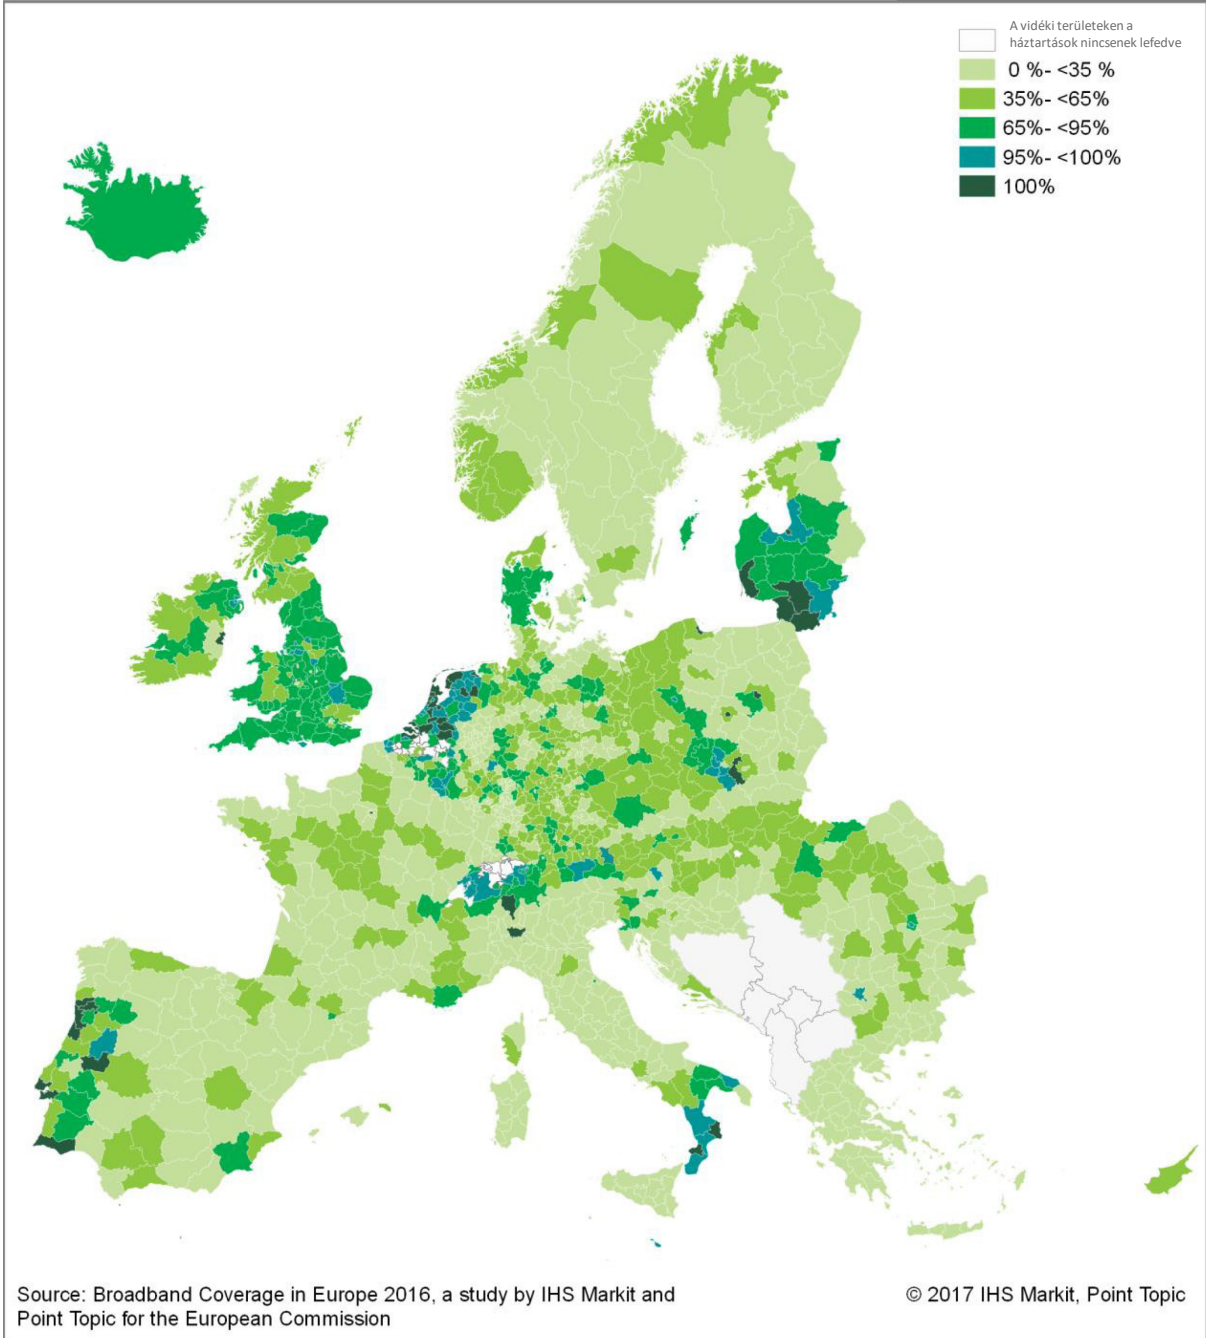 A vidéki területeken a
háztartások nincsenek lefedve
0 %- <35 %
35%- <65%
65%- <95%
95%- <100%
100%
Source: Broadband Coverage in Europe 2016, a study by IHS Markit and
Point Topic for the European Commission
© 2017 IHS Markit, Point Topic